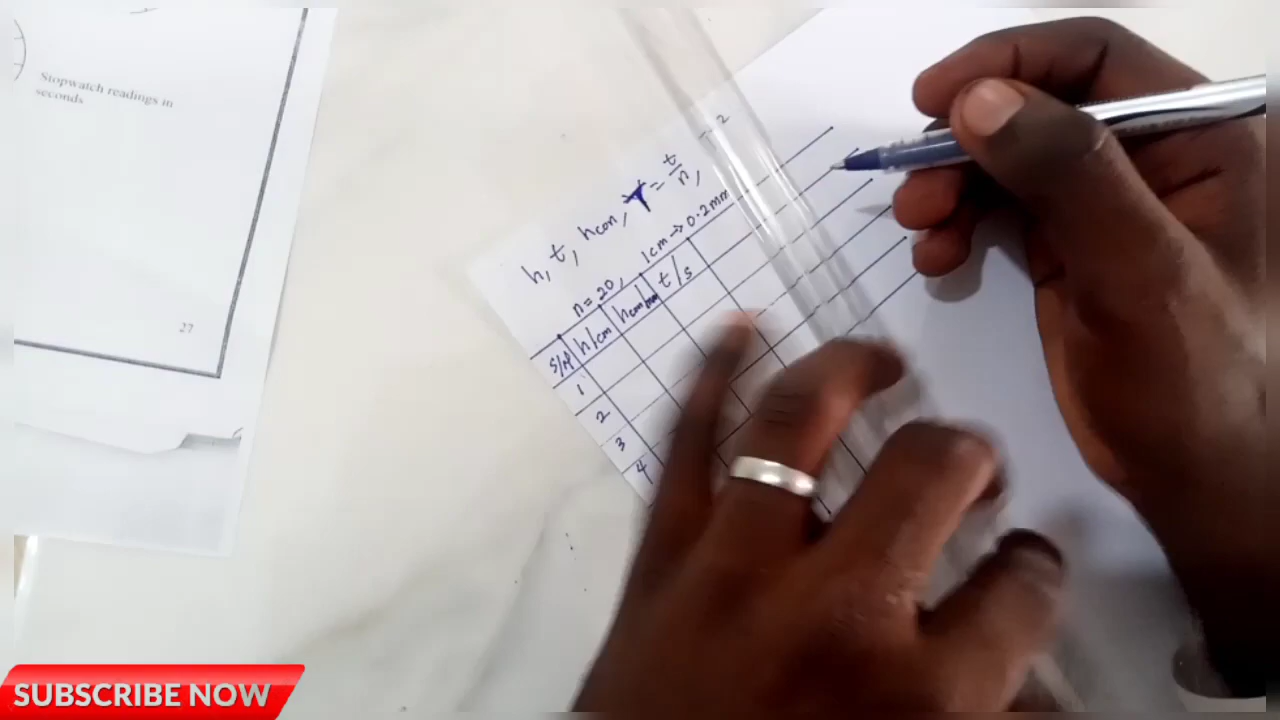 Stopwatch readings in
seconds
27
h, t, hcon, T = t/n,
n = 20, 1cm → 0.2mm
S/N h/cm hcon/mm t/s
1
2
3
4
SUBSCRIBE NOW